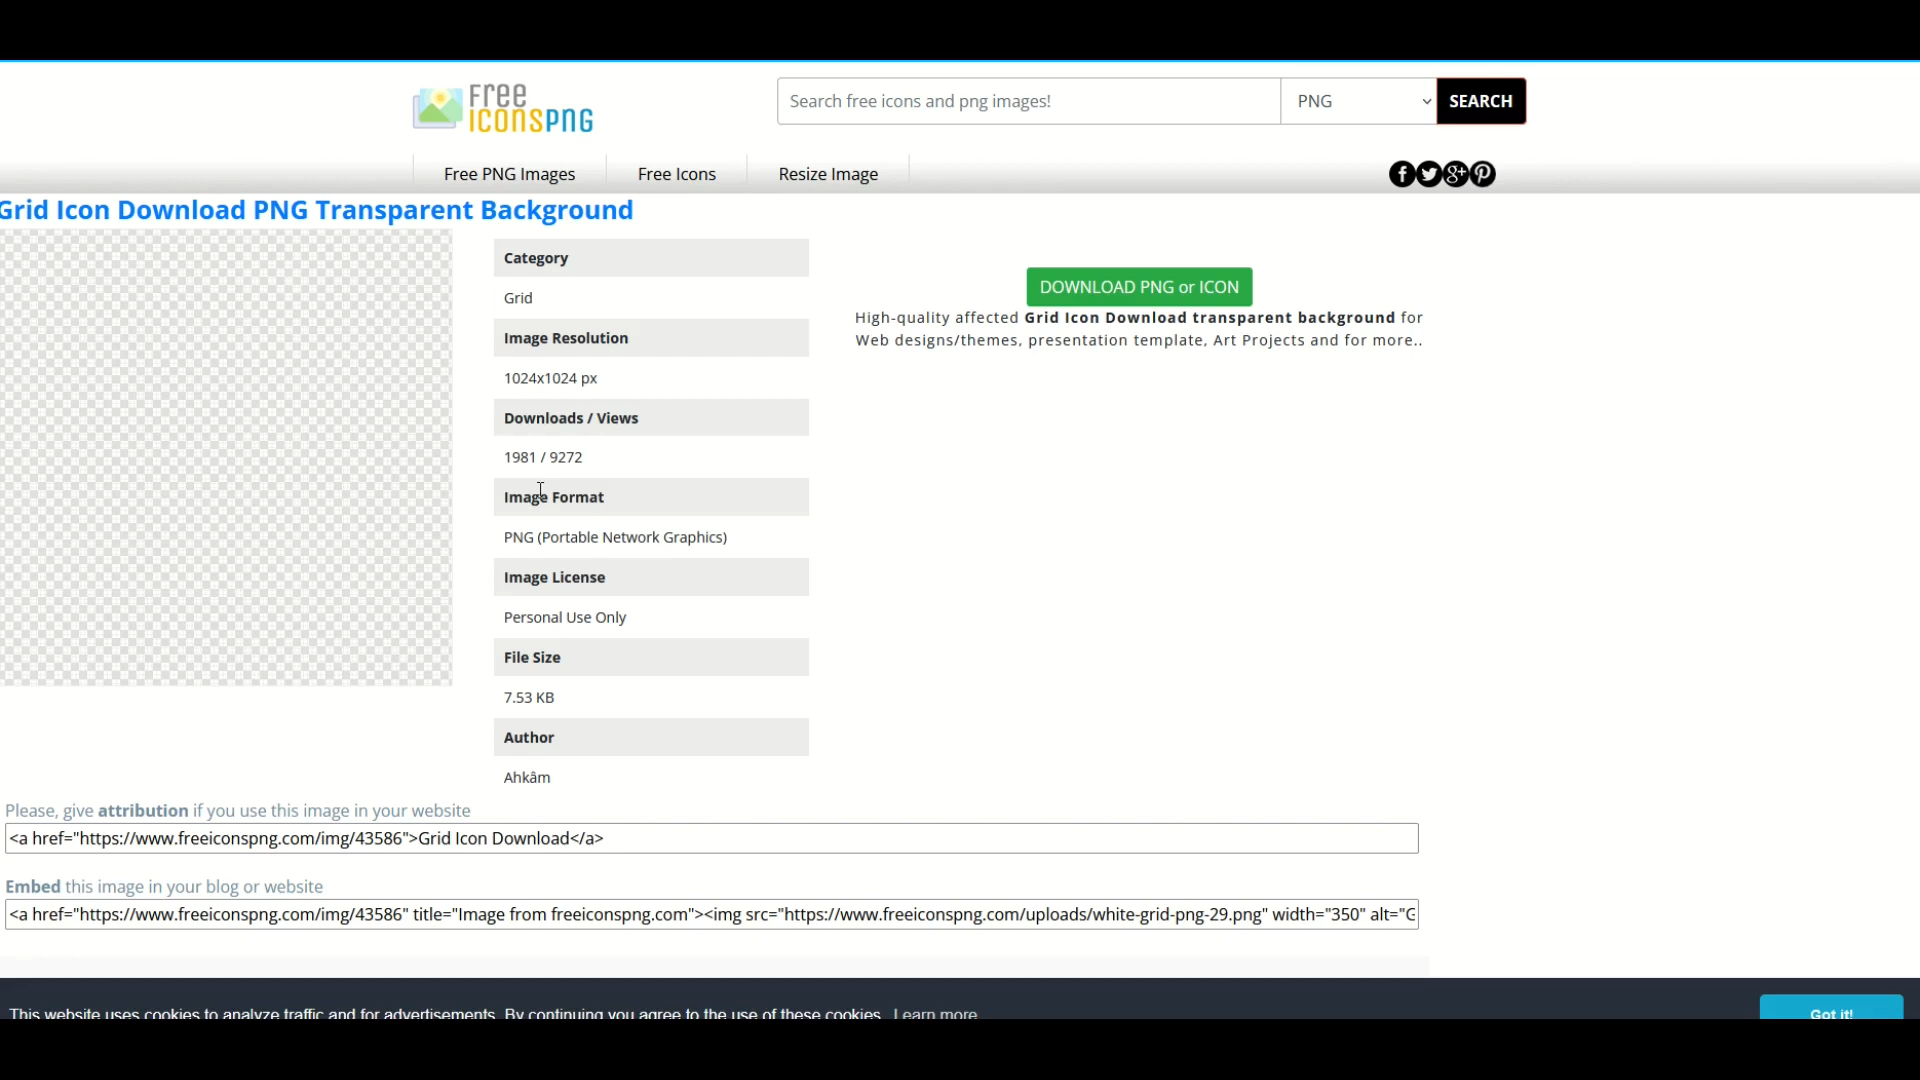 Free
iconsPNG
Search free icons and png images!
PNG
SEARCH
Free PNG Images
Free Icons
Resize Image
Grid Icon Download PNG Transparent Background
Category
Grid
Image Resolution
1024x1024 px
Downloads / Views
1981 / 9272
Image Format
PNG (Portable Network Graphics)
Image License
Personal Use Only
File Size
7.53 KB
Author
Ahkâm
DOWNLOAD PNG or ICON
High-quality affected Grid Icon Download transparent background for
Web designs/themes, presentation template, Art Projects and for more..
Please, give attribution if you use this image in your website
<a href="https://www.freeiconspng.com/img/43586">Grid Icon Download</a>
Embed this image in your blog or website
<a href="https://www.freeiconspng.com/img/43586" title="Image from freeiconspng.com"><img src="https://www.freeiconspng.com/uploads/white-grid-png-29.png" width="350" alt="G
This website uses cookies to analyze traffic and for advertisements. By continuing you agree to the use of these cookies. Learn more
Got it!